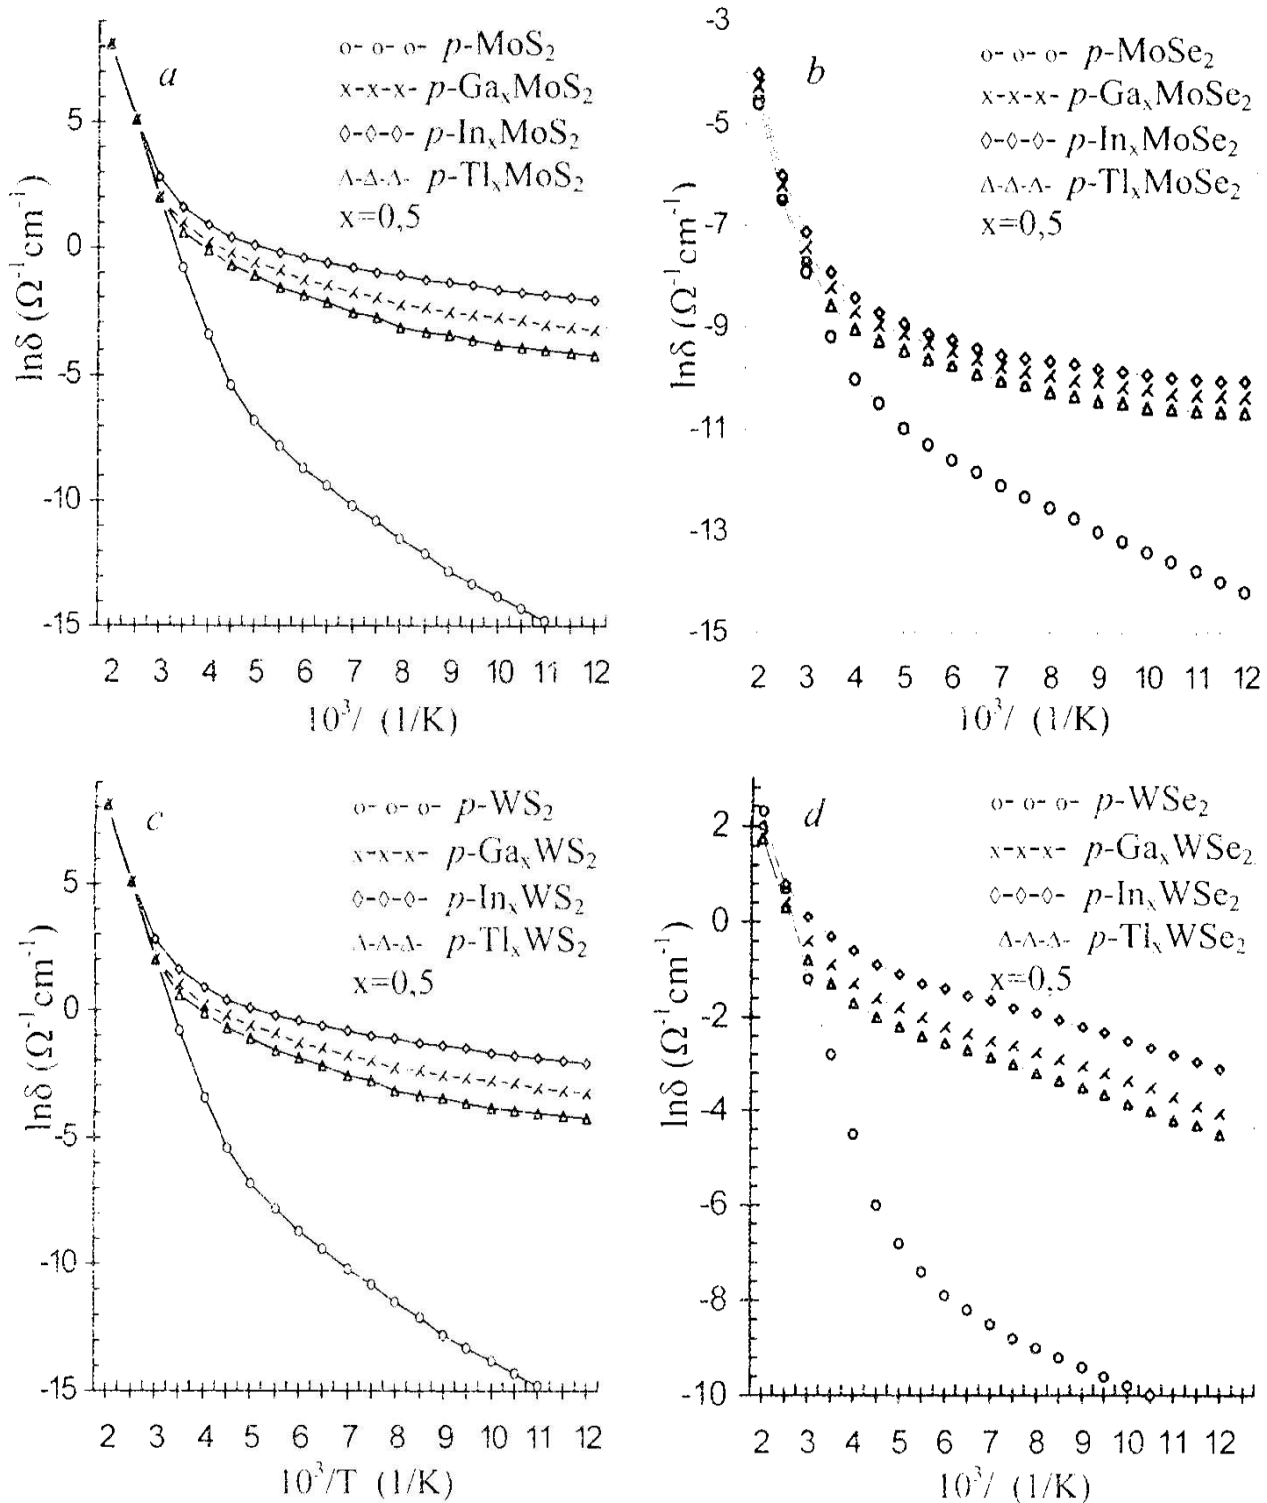 a
o- o- o- p-MoS₂
x-x-x- p-GaₓMoS₂
◊-◊-◊- p-InₓMoS₂
Δ-Δ-Δ- p-TlₓMoS₂
x=0,5
lnδ (Ω⁻¹cm⁻¹)
5
0
-5
-10
-15
2 3 4 5 6 7 8 9 10 11 12
10³/ (1/K)
b
o- o- o- p-MoSe₂
x-x-x- p-GaₓMoSe₂
◊-◊-◊- p-InₓMoSe₂
Δ-Δ-Δ- p-TlₓMoSe₂
x=0,5
lnδ (Ω⁻¹cm⁻¹)
-3
-5
-7
-9
-11
-13
-15
2 3 4 5 6 7 8 9 10 11 12
10³/ (1/K)
c
o- o- o- p-WS₂
x-x-x- p-GaₓWS₂
◊-◊-◊- p-InₓWS₂
Δ-Δ-Δ- p-TlₓWS₂
x=0,5
lnδ (Ω⁻¹cm⁻¹)
5
0
-5
-10
-15
2 3 4 5 6 7 8 9 10 11 12
10³/T (1/K)
d
o- o- o- p-WSe₂
x-x-x- p-GaₓWSe₂
◊-◊-◊- p-InₓWSe₂
Δ-Δ-Δ- p-TlₓWSe₂
x=0,5
lnδ (Ω⁻¹cm⁻¹)
2
0
-2
-4
-6
-8
-10
2 3 4 5 6 7 8 9 10 11 12
10³/ (1/K)